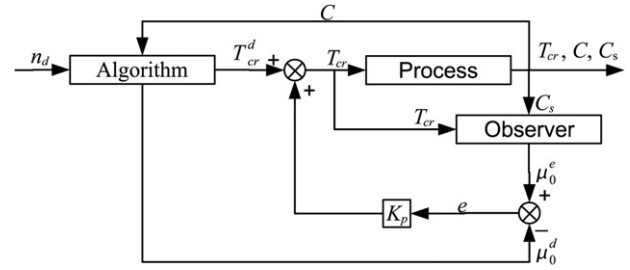 C
n_d
Algorithm
T_cr^d
+
+
T_cr
Process
T_cr, C, C_s
C_s
T_cr
Observer
μ_0^e
+
K_p
e
−
μ_0^d